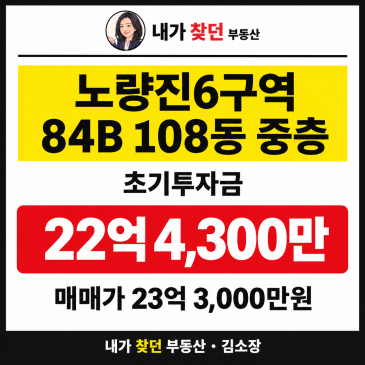 내가 찾던 부동산
노량진6구역
84B 108동 중층
초기투자금
22억 4,300만
매매가 23억 3,000만원
내가 찾던 부동산 · 김소장